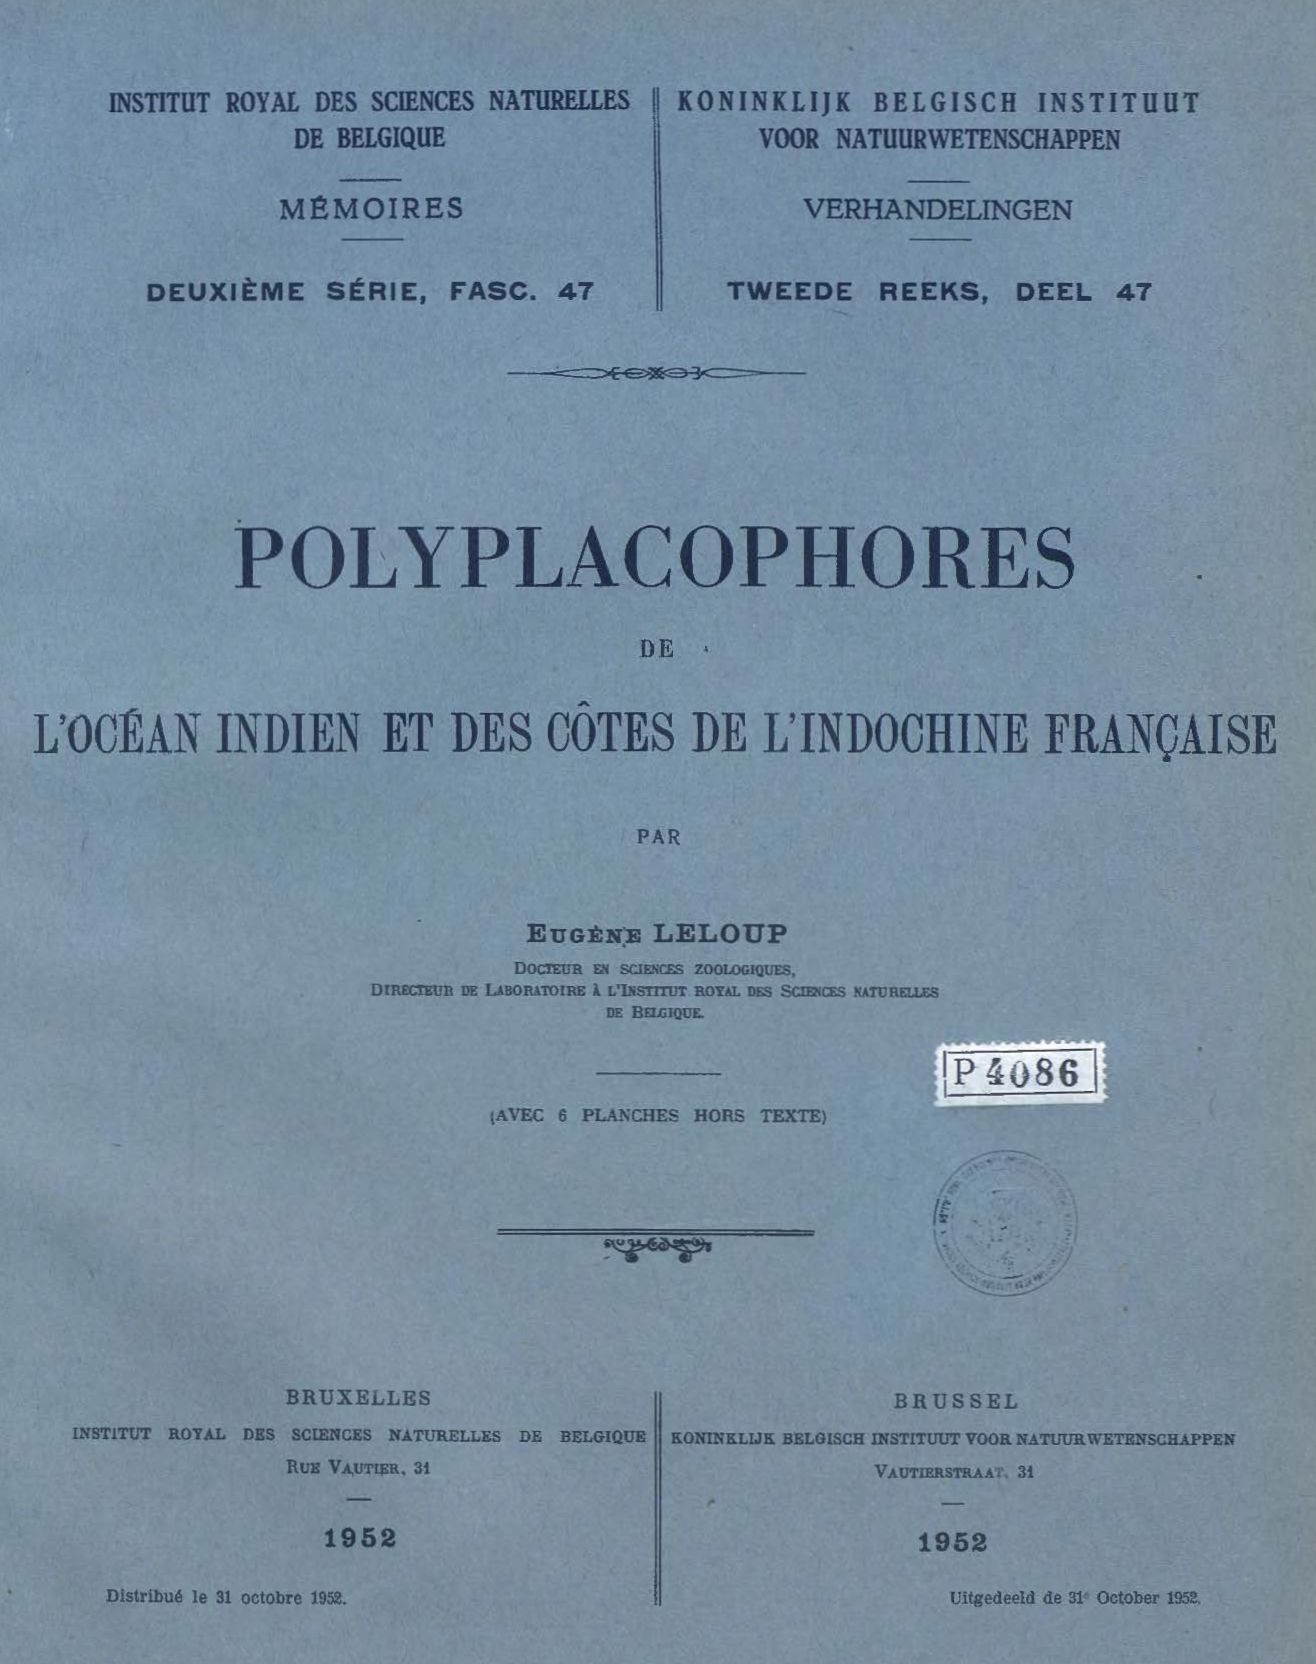 INSTITUT ROYAL DES SCIENCES NATURELLES
DE BELGIQUE
MÉMOIRES
DEUXIÈME SÉRIE, FASC. 47
KONINKLIJK BELGISCH INSTITUUT
VOOR NATUURWETENSCHAPPEN
VERHANDELINGEN
TWEEDE REEKS, DEEL 47
POLYPLACOPHORES
DE
L'OCÉAN INDIEN ET DES CÔTES DE L'INDOCHINE FRANÇAISE
PAR
EUGÈNE LELOUP
DOCTEUR EN SCIENCES ZOOLOGIQUES,
DIRECTEUR DE LABORATOIRE À L'INSTITUT ROYAL DES SCIENCES NATURELLES
DE BELGIQUE.
P 4086
(AVEC 6 PLANCHES HORS TEXTE)
BRUXELLES
INSTITUT ROYAL DES SCIENCES NATURELLES DE BELGIQUE
RUE VAUTIER, 31
1952
Distribué le 31 octobre 1952.
BRUSSEL
KONINKLIJK BELGISCH INSTITUUT VOOR NATUURWETENSCHAPPEN
VAUTIERSTRAAT, 31
1952
Uitgedeeld de 31e October 1952.